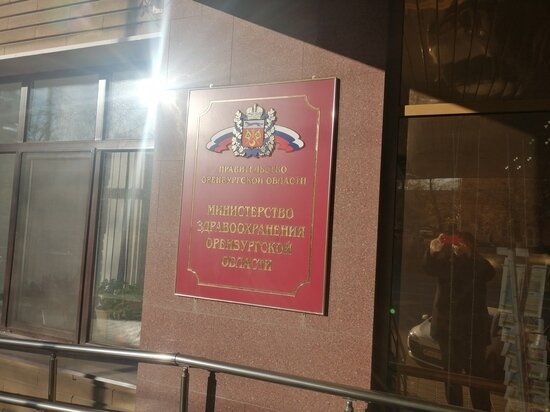 ПРАВИТЕЛЬСТВО
ОРЕНБУРГСКОЙ ОБЛАСТИ
МИНИСТЕРСТВО
ЗДРАВООХРАНЕНИЯ
ОРЕНБУРГСКОЙ
ОБЛАСТИ